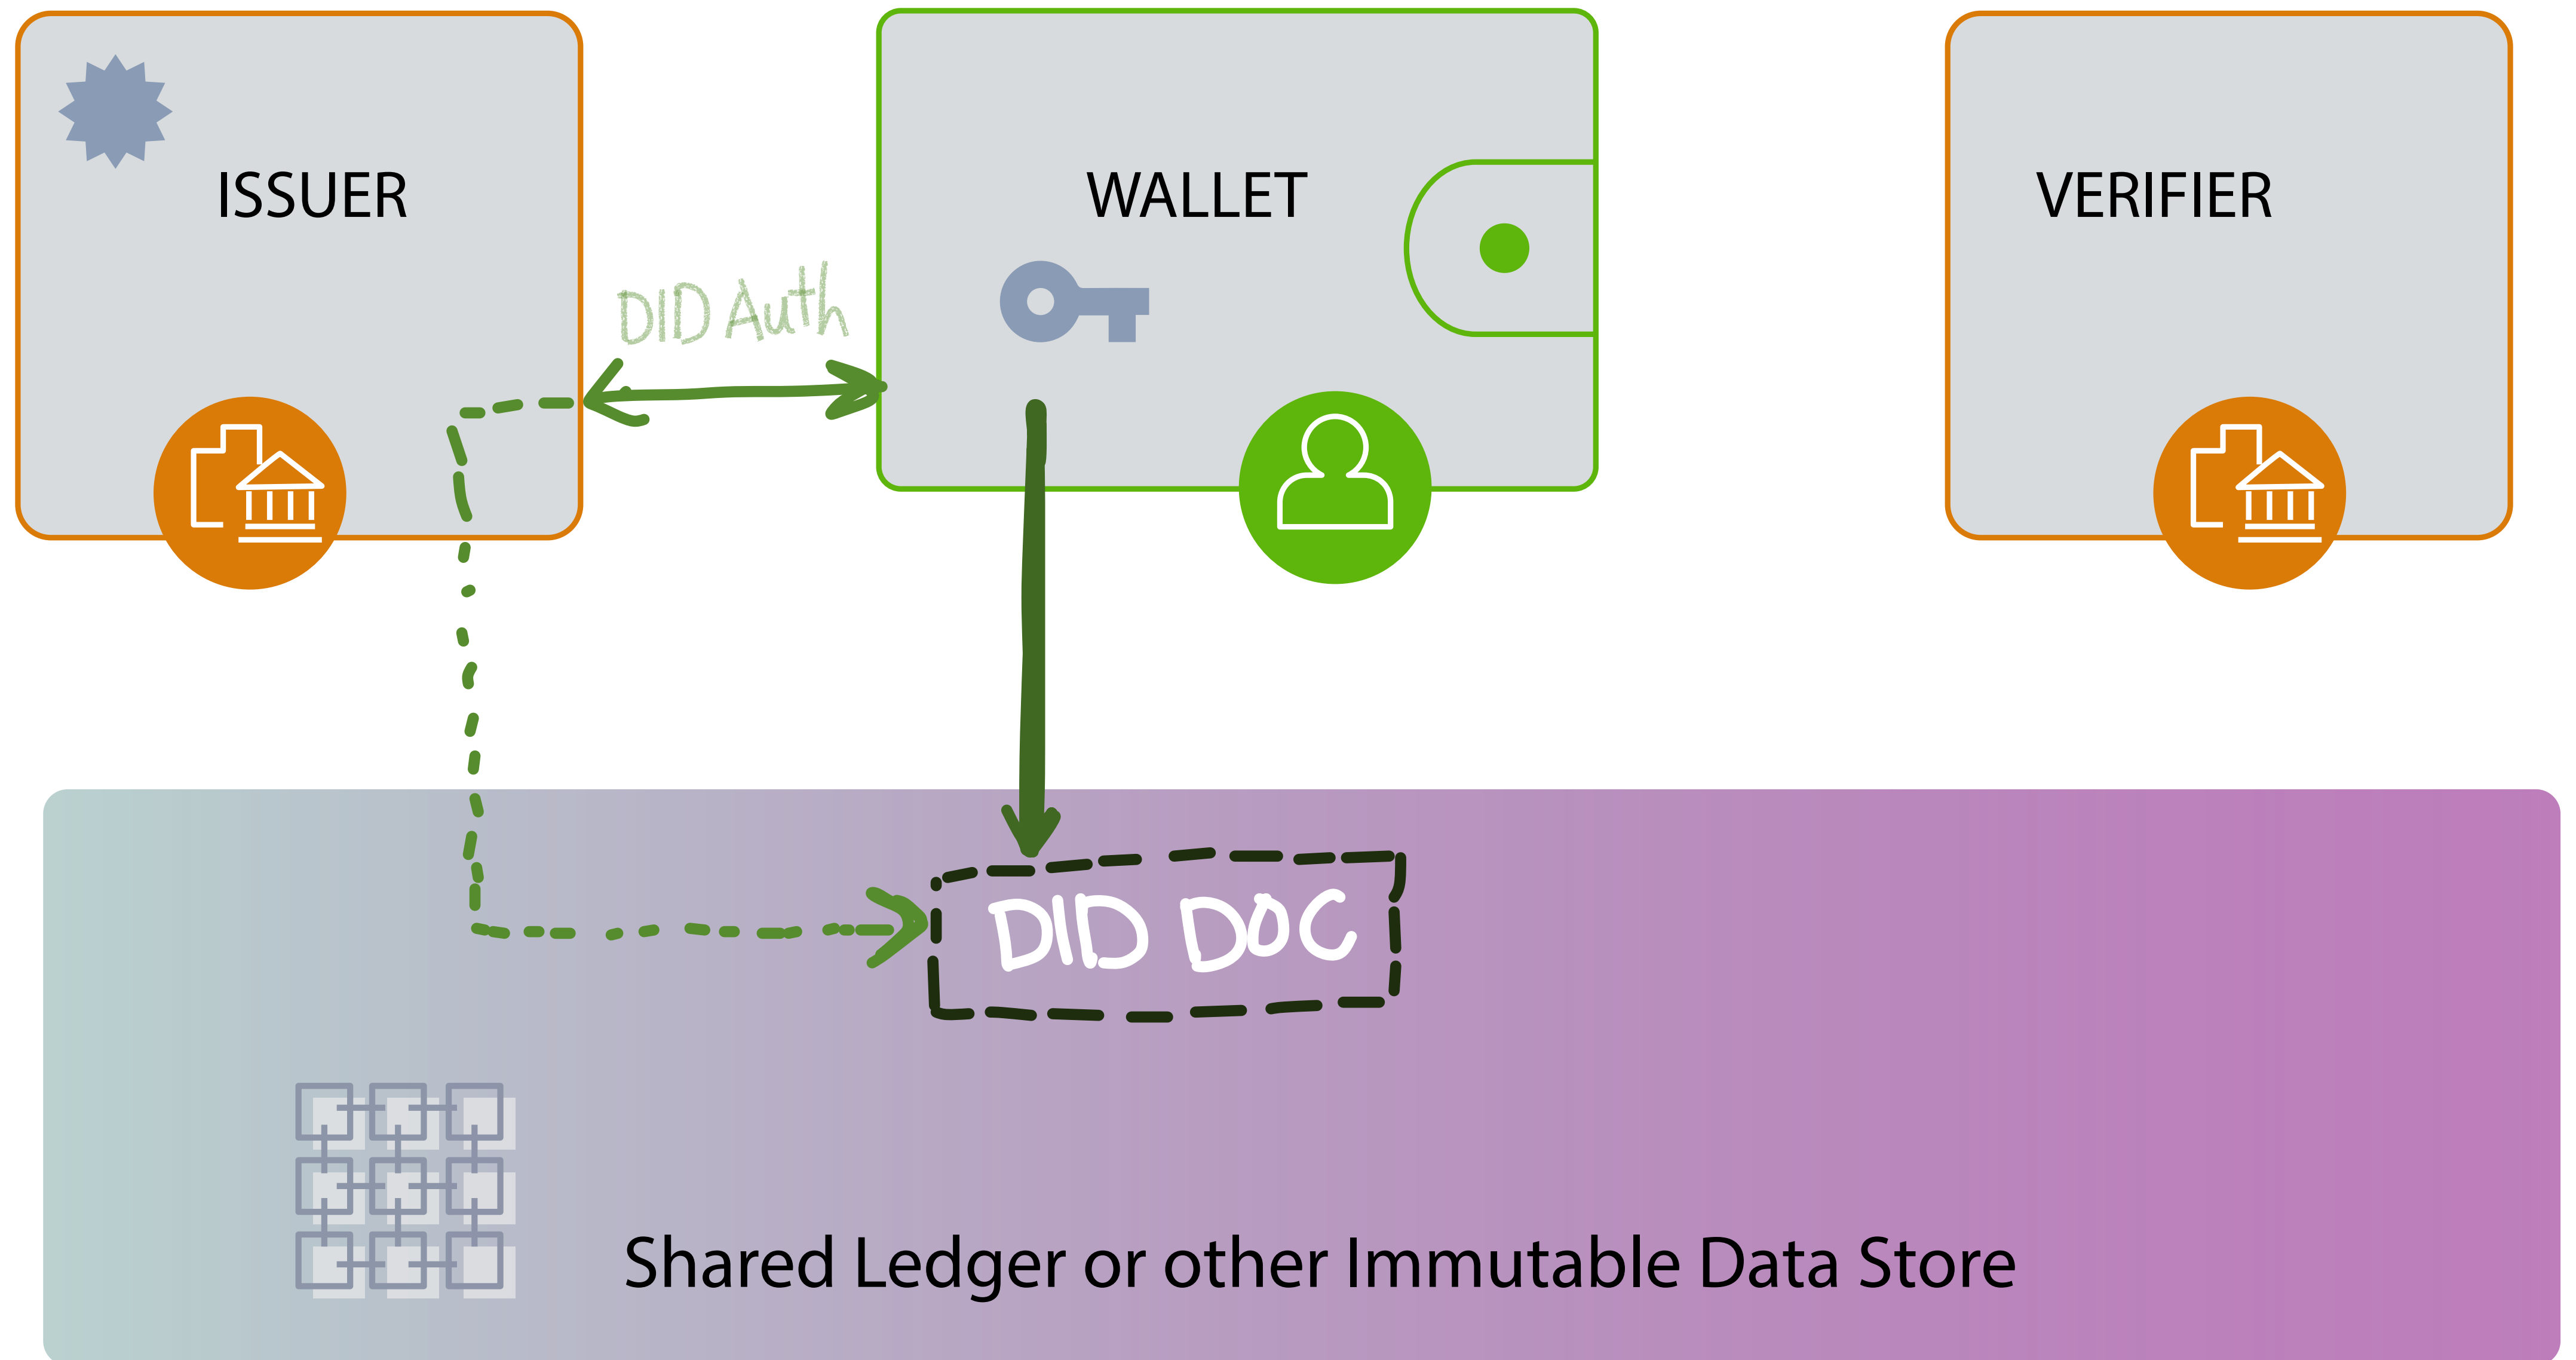 ISSUER
WALLET
VERIFIER
DID Auth
DID DOC
Shared Ledger or other Immutable Data Store